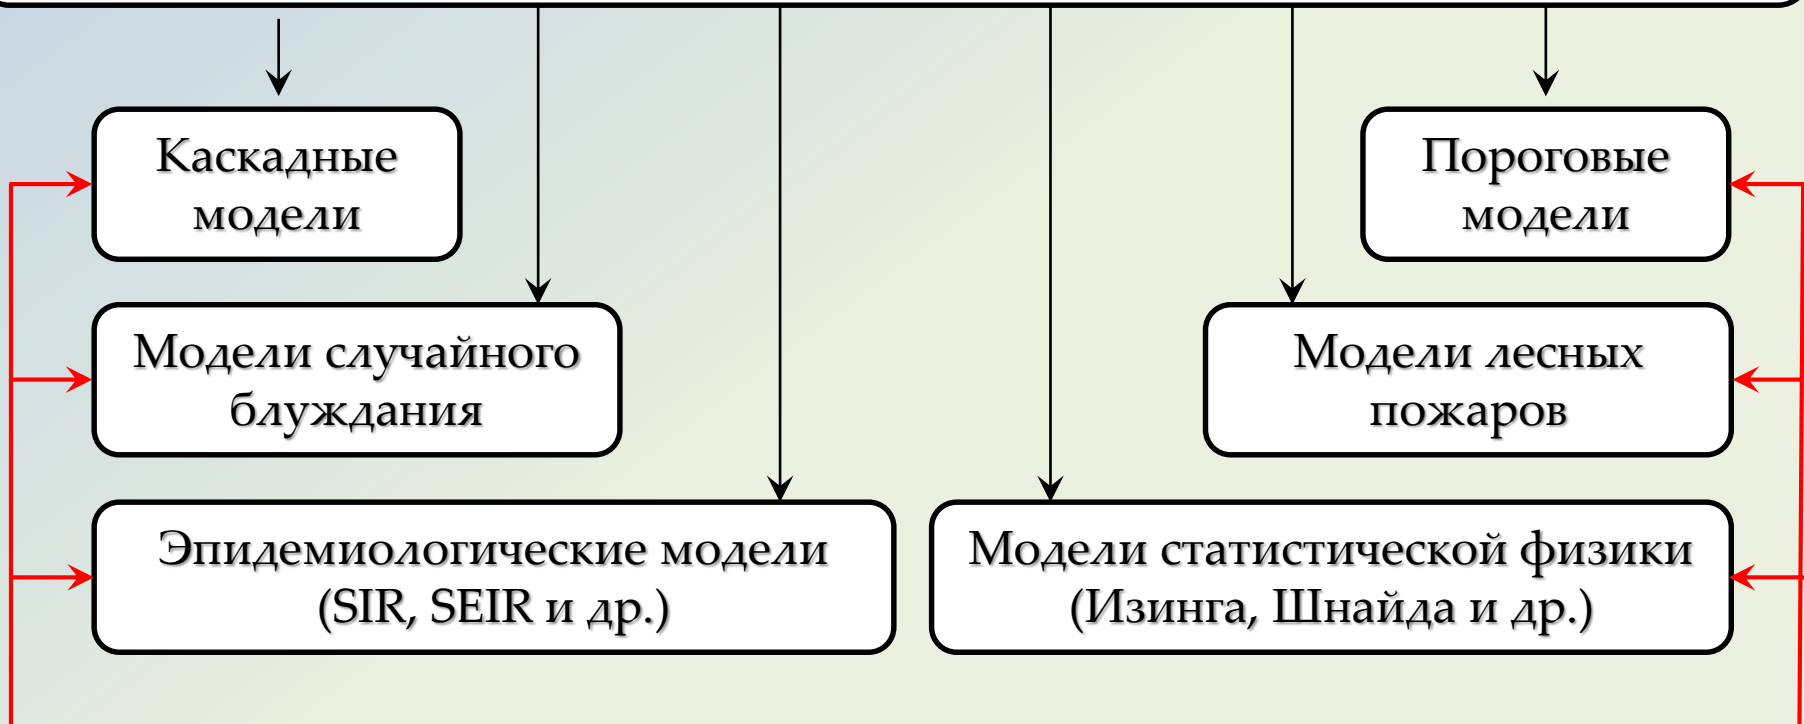 Каскадные
модели
Пороговые
модели
Модели случайного
блуждания
Модели лесных
пожаров
Эпидемиологические модели
(SIR, SEIR и др.)
Модели статистической физики
(Изинга, Шнайда и др.)